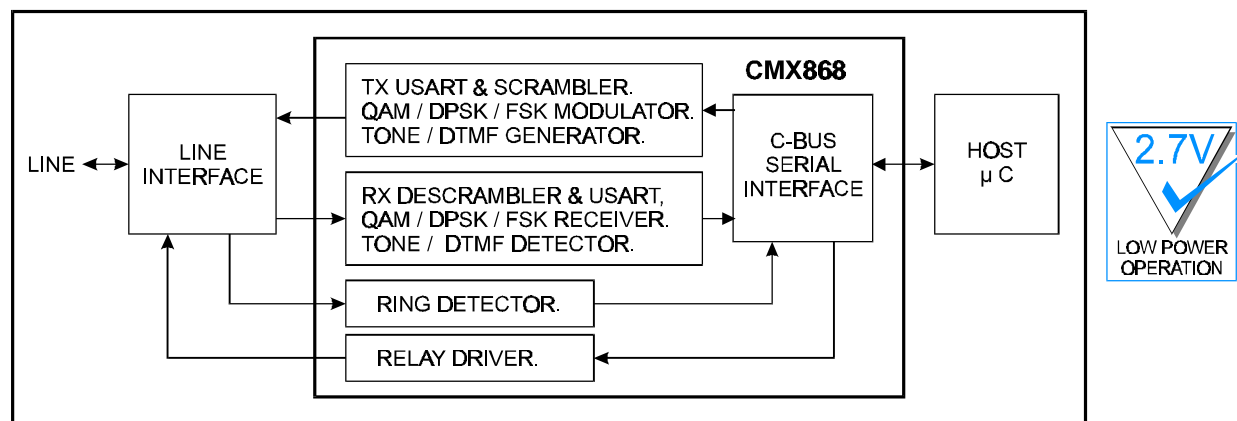 CMX868
TX USART & SCRAMBLER.
QAM / DPSK / FSK MODULATOR.
TONE / DTMF GENERATOR.
LINE
LINE
INTERFACE
C-BUS
SERIAL
INTERFACE
HOST
µ C
RX DESCRAMBLER & USART,
QAM / DPSK / FSK RECEIVER.
TONE / DTMF DETECTOR.
RING DETECTOR.
RELAY DRIVER.
2.7V
LOW POWER
OPERATION